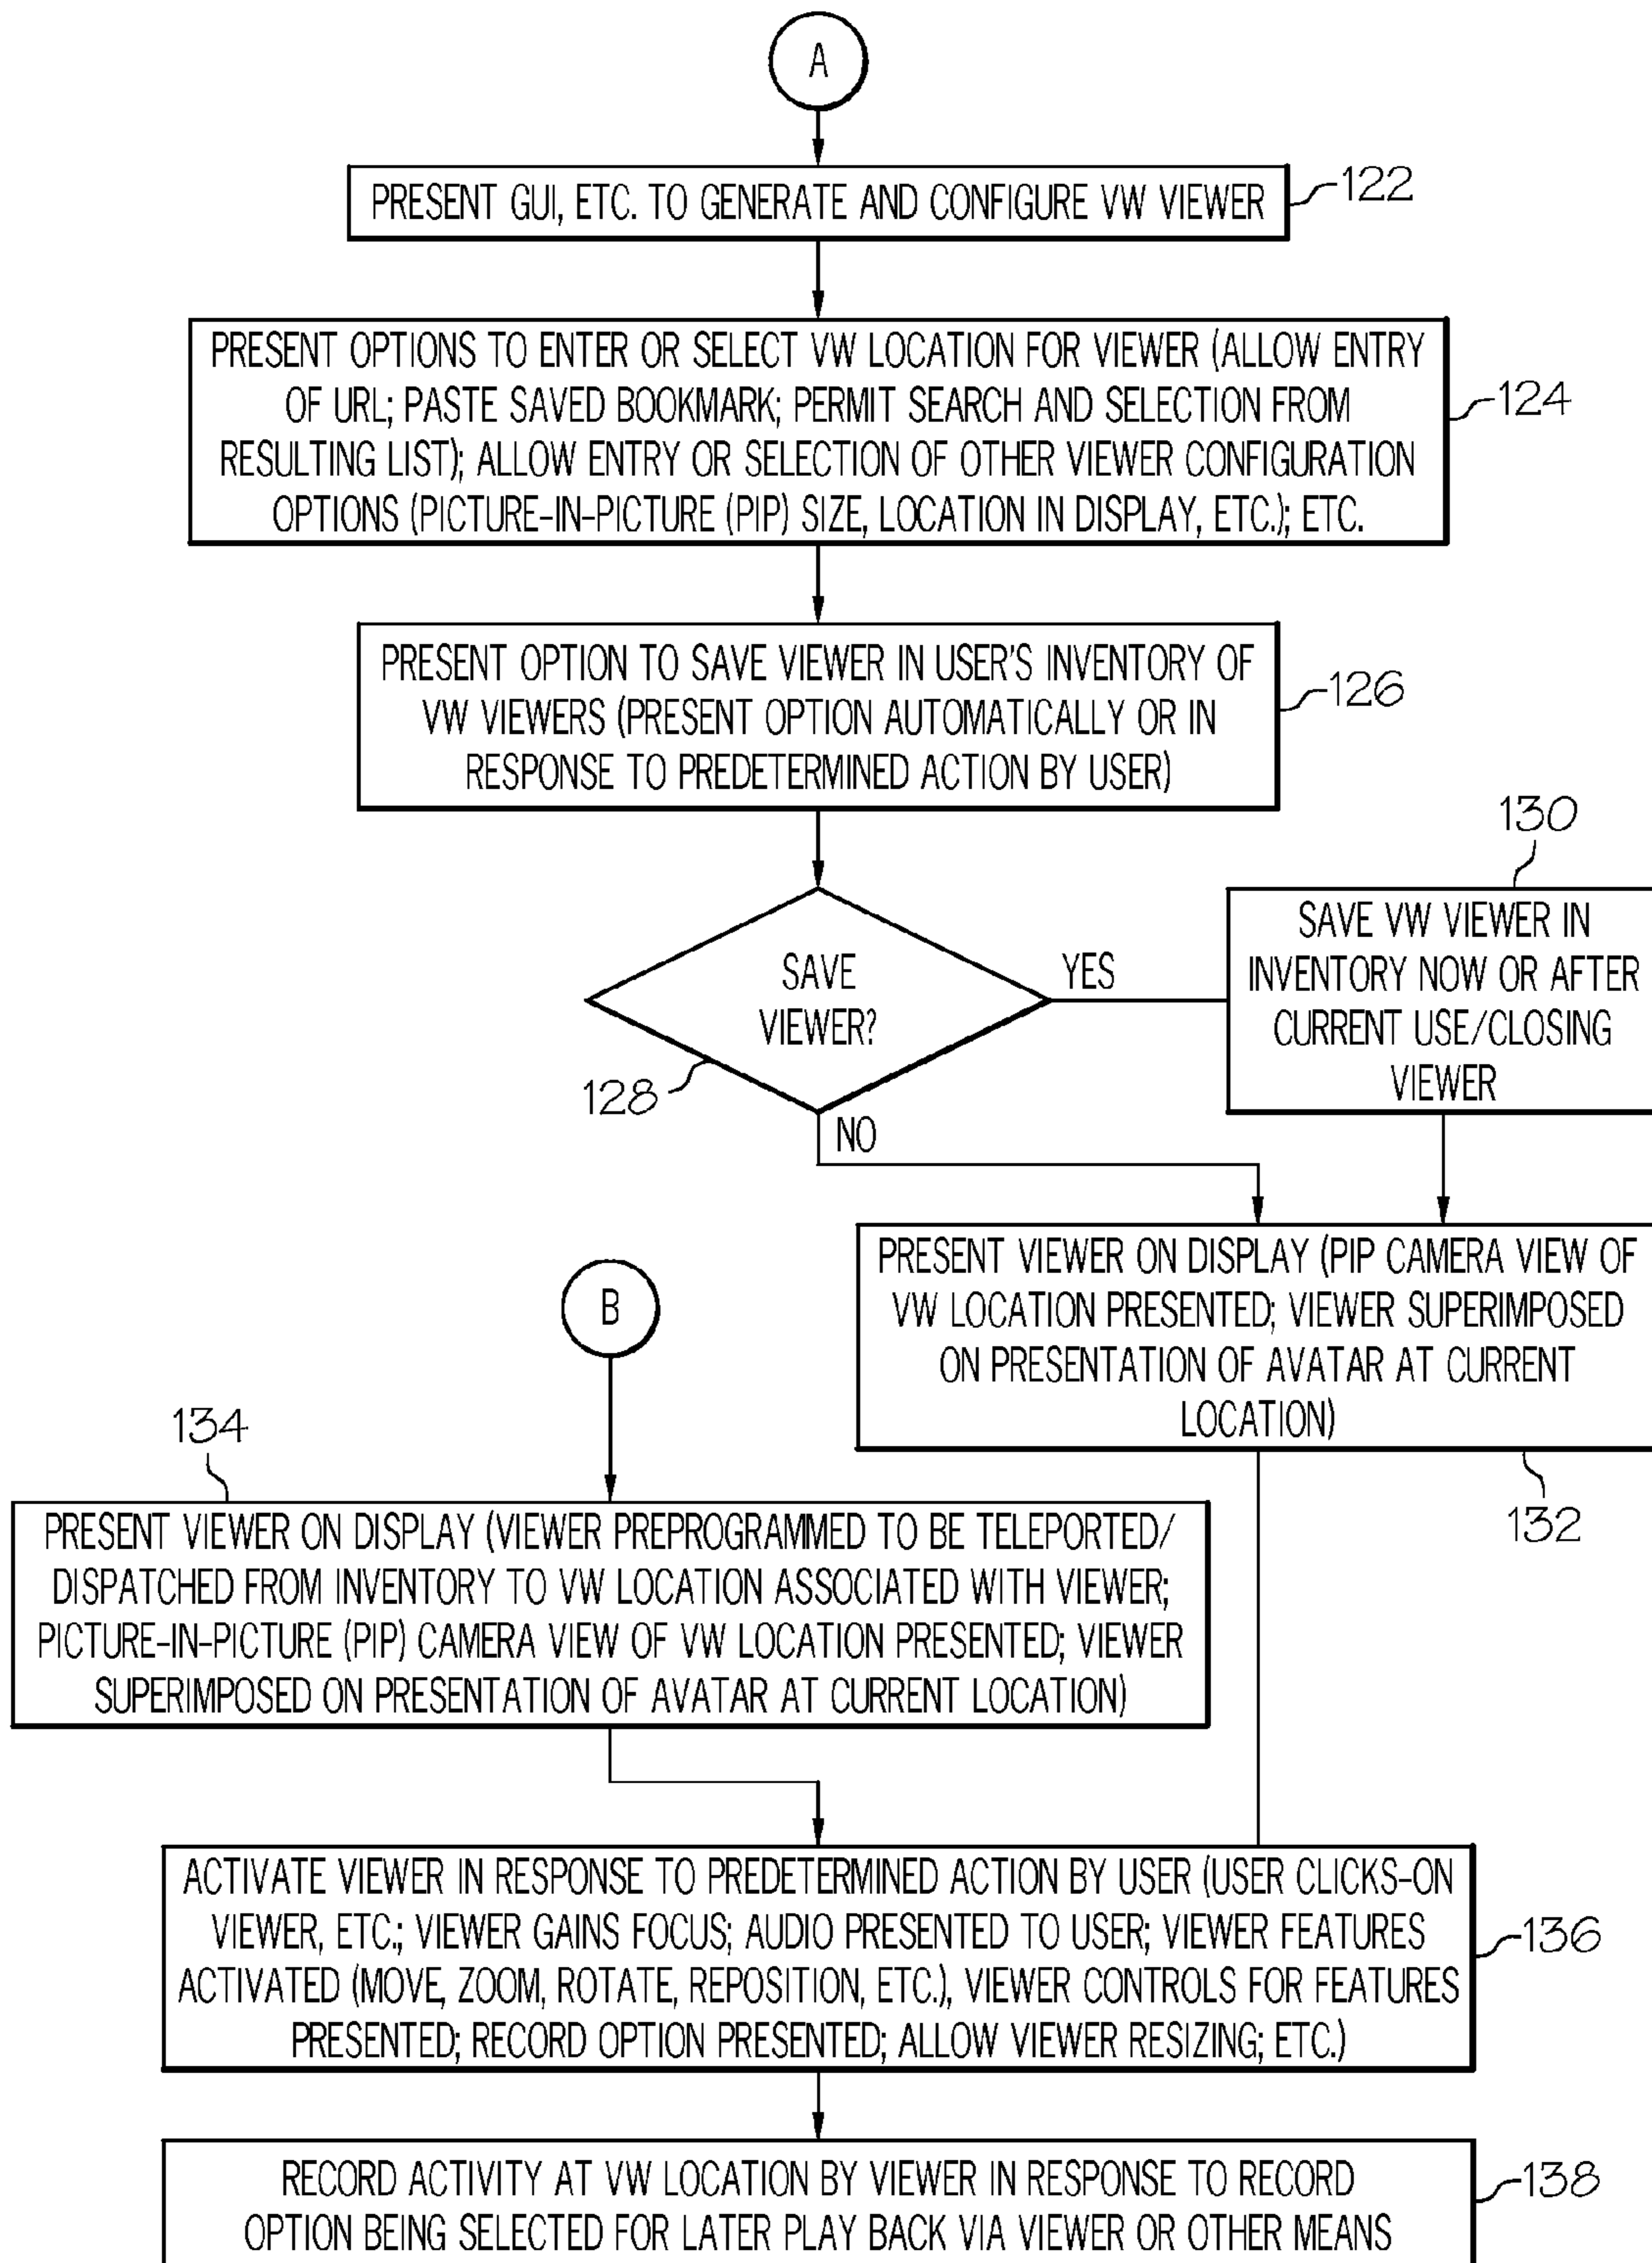 A
PRESENT GUI, ETC. TO GENERATE AND CONFIGURE VW VIEWER
122
PRESENT OPTIONS TO ENTER OR SELECT VW LOCATION FOR VIEWER (ALLOW ENTRY
OF URL; PASTE SAVED BOOKMARK; PERMIT SEARCH AND SELECTION FROM
RESULTING LIST); ALLOW ENTRY OR SELECTION OF OTHER VIEWER CONFIGURATION
OPTIONS (PICTURE-IN-PICTURE (PIP) SIZE, LOCATION IN DISPLAY, ETC.); ETC.
124
PRESENT OPTION TO SAVE VIEWER IN USER'S INVENTORY OF
VW VIEWERS (PRESENT OPTION AUTOMATICALLY OR IN
RESPONSE TO PREDETERMINED ACTION BY USER)
126
SAVE
VIEWER?
128
YES
NO
130
SAVE VW VIEWER IN
INVENTORY NOW OR AFTER
CURRENT USE/CLOSING
VIEWER
PRESENT VIEWER ON DISPLAY (PIP CAMERA VIEW OF
VW LOCATION PRESENTED; VIEWER SUPERIMPOSED
ON PRESENTATION OF AVATAR AT CURRENT
LOCATION)
132
B
134
PRESENT VIEWER ON DISPLAY (VIEWER PREPROGRAMMED TO BE TELEPORTED/
DISPATCHED FROM INVENTORY TO VW LOCATION ASSOCIATED WITH VIEWER;
PICTURE-IN-PICTURE (PIP) CAMERA VIEW OF VW LOCATION PRESENTED; VIEWER
SUPERIMPOSED ON PRESENTATION OF AVATAR AT CURRENT LOCATION)
ACTIVATE VIEWER IN RESPONSE TO PREDETERMINED ACTION BY USER (USER CLICKS-ON
VIEWER, ETC.; VIEWER GAINS FOCUS; AUDIO PRESENTED TO USER; VIEWER FEATURES
ACTIVATED (MOVE, ZOOM, ROTATE, REPOSITION, ETC.), VIEWER CONTROLS FOR FEATURES
PRESENTED; RECORD OPTION PRESENTED; ALLOW VIEWER RESIZING; ETC.)
136
RECORD ACTIVITY AT VW LOCATION BY VIEWER IN RESPONSE TO RECORD
OPTION BEING SELECTED FOR LATER PLAY BACK VIA VIEWER OR OTHER MEANS
138